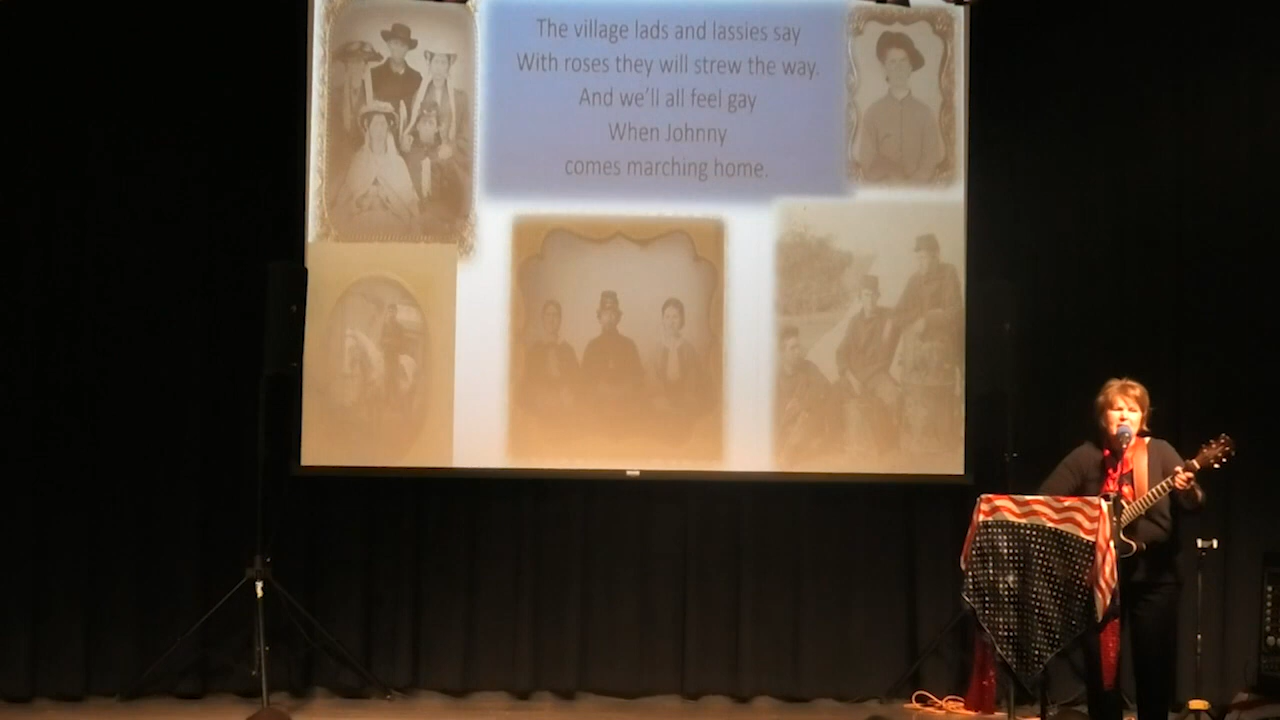 The village lads and lassies say
With roses they will strew the way.
And we'll all feel gay
When Johnny
comes marching home.